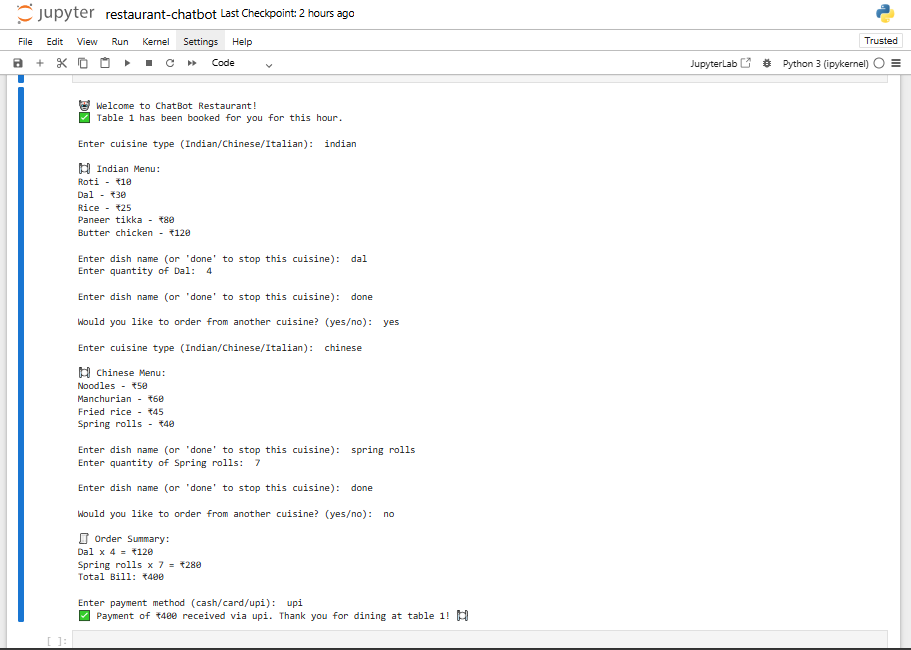 jupyter restaurant-chatbot Last Checkpoint: 2 hours ago
File Edit View Run Kernel Settings Help Trusted
Code JupyterLab Python 3 (ipykernel)
Welcome to ChatBot Restaurant!
✅ Table 1 has been booked for you for this hour.
Enter cuisine type (Indian/Chinese/Italian): indian
🍽 Indian Menu:
Roti - ₹10
Dal - ₹30
Rice - ₹25
Paneer tikka - ₹80
Butter chicken - ₹120
Enter dish name (or 'done' to stop this cuisine): dal
Enter quantity of Dal: 4
Enter dish name (or 'done' to stop this cuisine): done
Would you like to order from another cuisine? (yes/no): yes
Enter cuisine type (Indian/Chinese/Italian): chinese
🍽 Chinese Menu:
Noodles - ₹50
Manchurian - ₹60
Fried rice - ₹45
Spring rolls - ₹40
Enter dish name (or 'done' to stop this cuisine): spring rolls
Enter quantity of Spring rolls: 7
Enter dish name (or 'done' to stop this cuisine): done
Would you like to order from another cuisine? (yes/no): no
🧾 Order Summary:
Dal x 4 = ₹120
Spring rolls x 7 = ₹280
Total Bill: ₹400
Enter payment method (cash/card/upi): upi
✅ Payment of ₹400 received via upi. Thank you for dining at table 1! 🍽
[ ]: